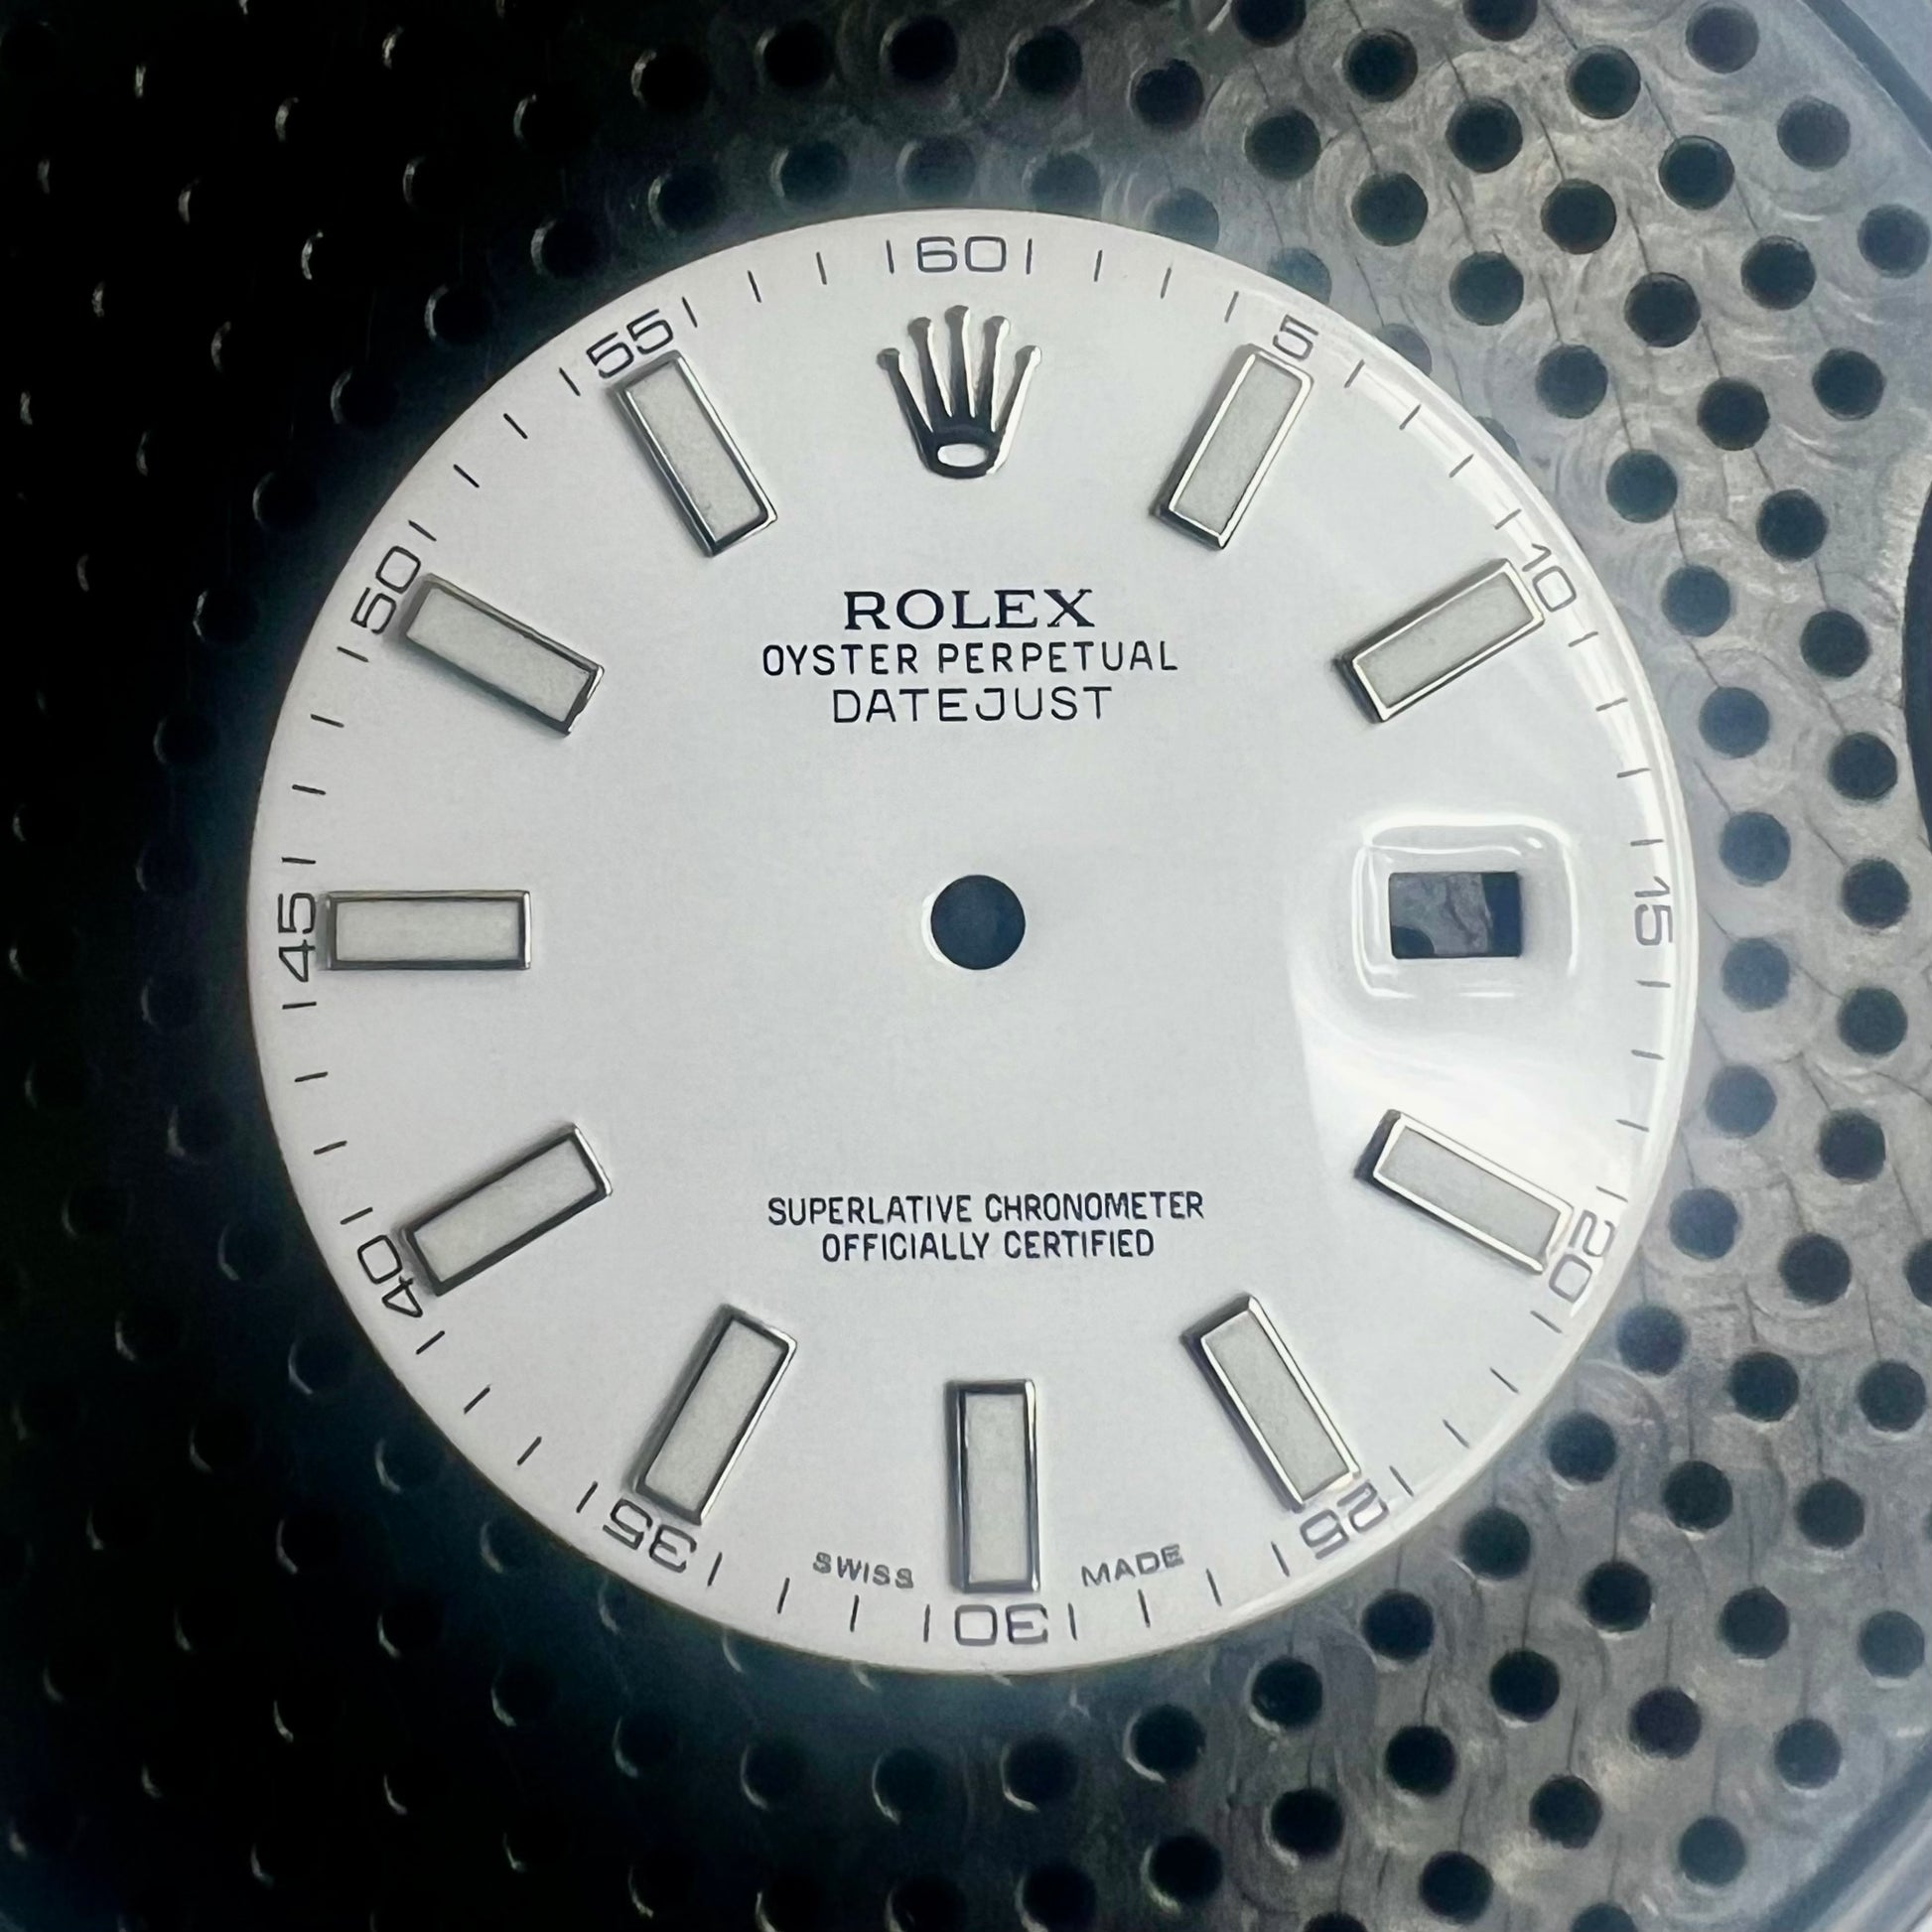 60
5
10
15
20
25
30
35
40
45
50
55
ROLEX
OYSTER PERPETUAL
DATEJUST
SUPERLATIVE CHRONOMETER
OFFICIALLY CERTIFIED
SWISS MADE